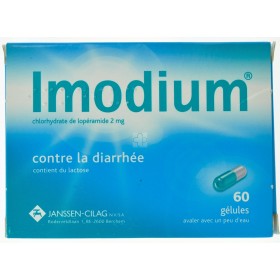 Imodium®
chlorhydrate de lopéramide 2 mg
contre la diarrhée
contient du lactose
60
gélules
avaler avec un peu d'eau
JANSSEN-CILAG